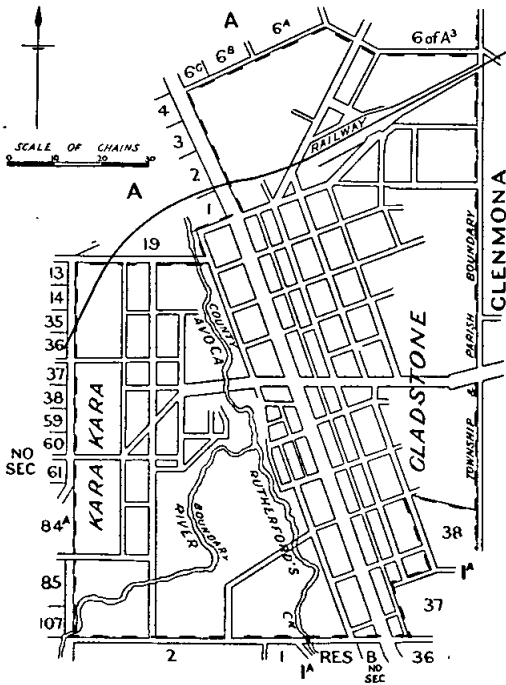 A
6ᴬ
6 of A³
6ᴮ
6ᶜ
4
3
2
1
SCALE OF CHAINS
0 10 20 30
A
RAILWAY
GLENMONA
TOWNSHIP & PARISH BOUNDARY
GLADSTONE
19
13
14
35
36
37
38
59
60
61
NO
SEC
84ᴬ
85
107
KARA KARA
COUNTY BOUNDARY
AVOCA RIVER
RUTHERFORD'S CK
38
1ᴬ
37
2
1
1ᴬ
RES
B
NO
SEC
36